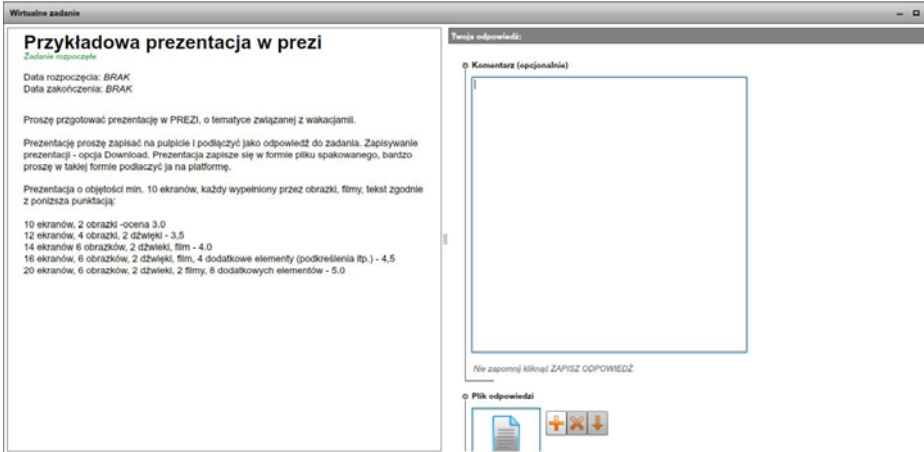 Wirtualne zadanie
Przykładowa prezentacja w prezi
Zadanie rozpoczęte
Data rozpoczęcia: BRAK
Data zakończenia: BRAK
Proszę przgotować prezentację w PREZI, o tematyce związanej z wakacjamii.
Prezentację proszę zapisać na pulpicie i podłączyć jako odpowiedź do zadania. Zapisywanie
prezentacji - opcja Download. Prezentacja zapisze się w formie pliku spakowanego, bardzo
proszę w takiej formie podłaczyć ja na platformę.
Prezentacja o objętości min. 10 ekranów, każdy wypełniony przez obrazki, filmy, tekst zgodnie
z ponizsza punktacją:
10 ekranów, 2 obrazki -ocena 3.0
12 ekranów, 4 obrazki, 2 dźwięki - 3,5
14 ekranów 6 obrazków, 2 dźwieki, film - 4.0
16 ekranów, 6 obrazków, 2 dźwięki, film, 4 dodatkowe elementy (podkreślenia itp.) - 4,5
20 ekranów, 6 obrazków, 2 dźwieki, 2 filmy, 8 dodatkowych elementów - 5.0
Twoja odpowiedź:
Komentarz (opcjonalnie)
Nie zapomnij kliknąć ZAPISZ ODPOWIEDŹ
Plik odpowiedzi